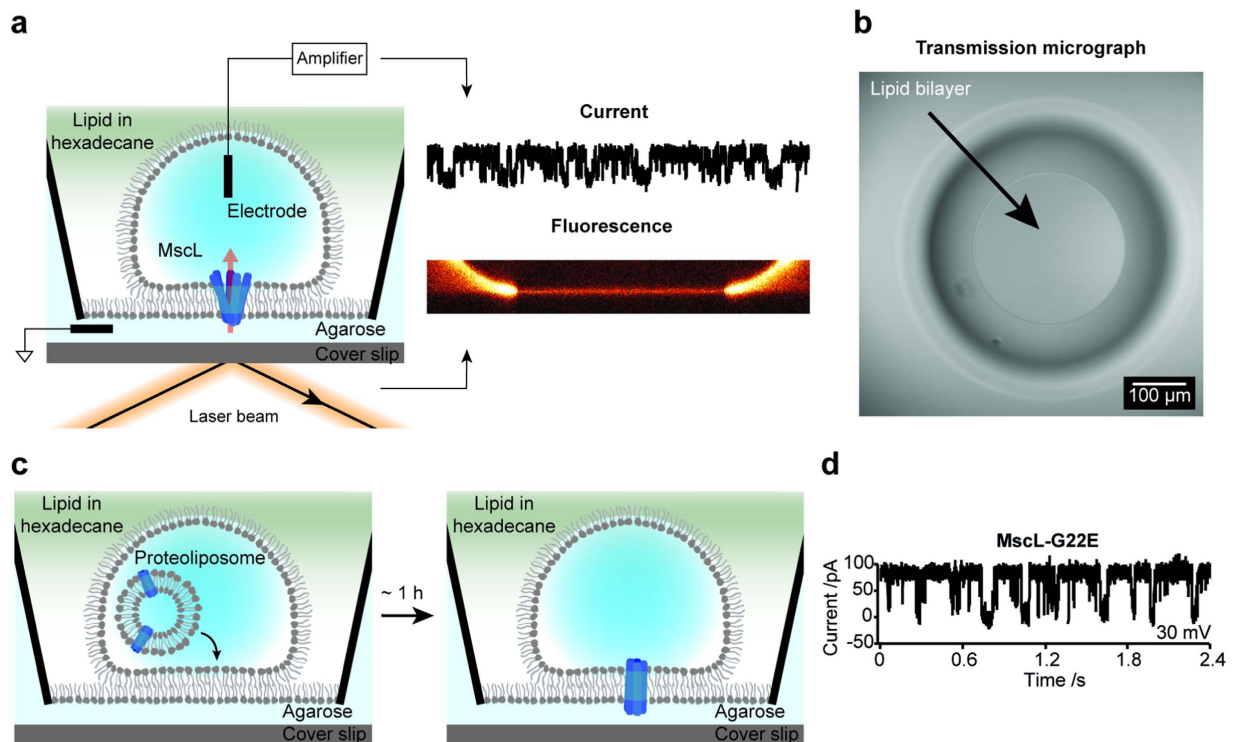 a
Amplifier
Lipid in
hexadecane
Electrode
MscL
Agarose
Cover slip
Laser beam
Current
Fluorescence
b
Transmission micrograph
Lipid bilayer
100 µm
c
Lipid in
hexadecane
Proteoliposome
Agarose
Cover slip
~ 1 h
Lipid in
hexadecane
Agarose
Cover slip
d
MscL-G22E
Current /pA
100
50
0
-50
30 mV
0
0.6
1.2
1.8
2.4
Time /s